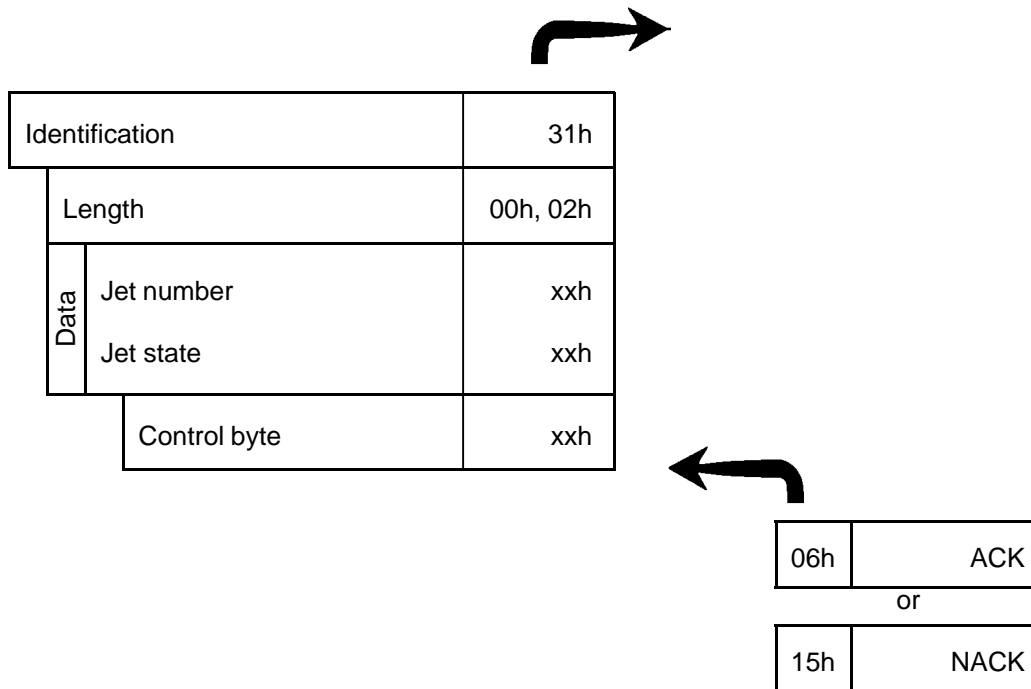 Identification 31h
Length 00h, 02h
Data
Jet number xxh
Jet state xxh
Control byte xxh
06h ACK
or
15h NACK